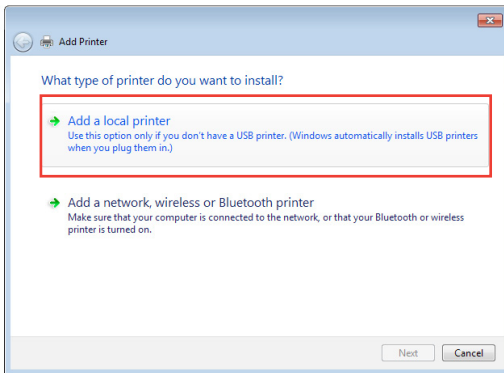 Add Printer
What type of printer do you want to install?
Add a local printer
Use this option only if you don't have a USB printer. (Windows automatically installs USB printers
when you plug them in.)
Add a network, wireless or Bluetooth printer
Make sure that your computer is connected to the network, or that your Bluetooth or wireless
printer is turned on.
Next
Cancel